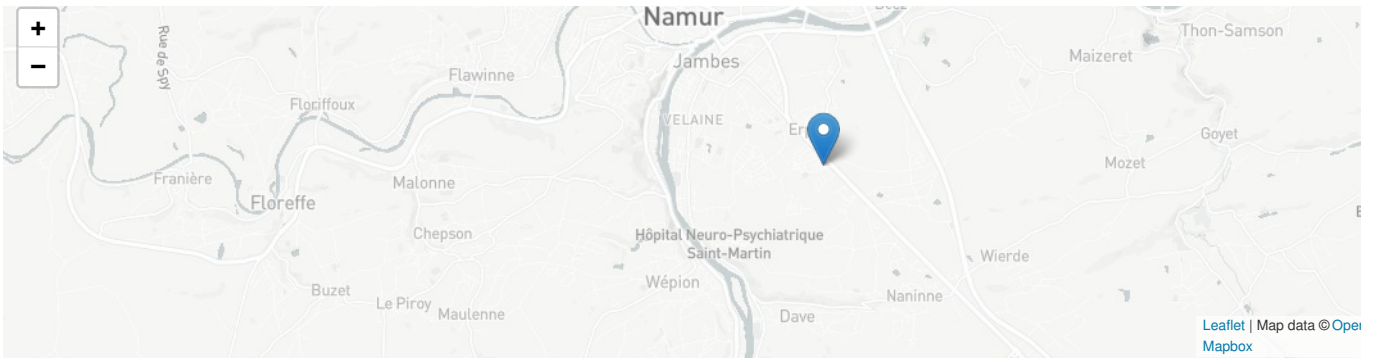 +
−
Namur
Thon-Samson
Rue de Spy
Jambes
Maizeret
Flawinne
Floriffoux
VELAINE
Goyet
Mozet
Franière
Malonne
Floreffe
Chepson
Hôpital Neuro-Psychiatrique
Saint-Martin
Wierde
Wépion
Buzet
Naninne
Le Piroy
Maulenne
Dave
Leaflet | Map data © Open
Mapbox